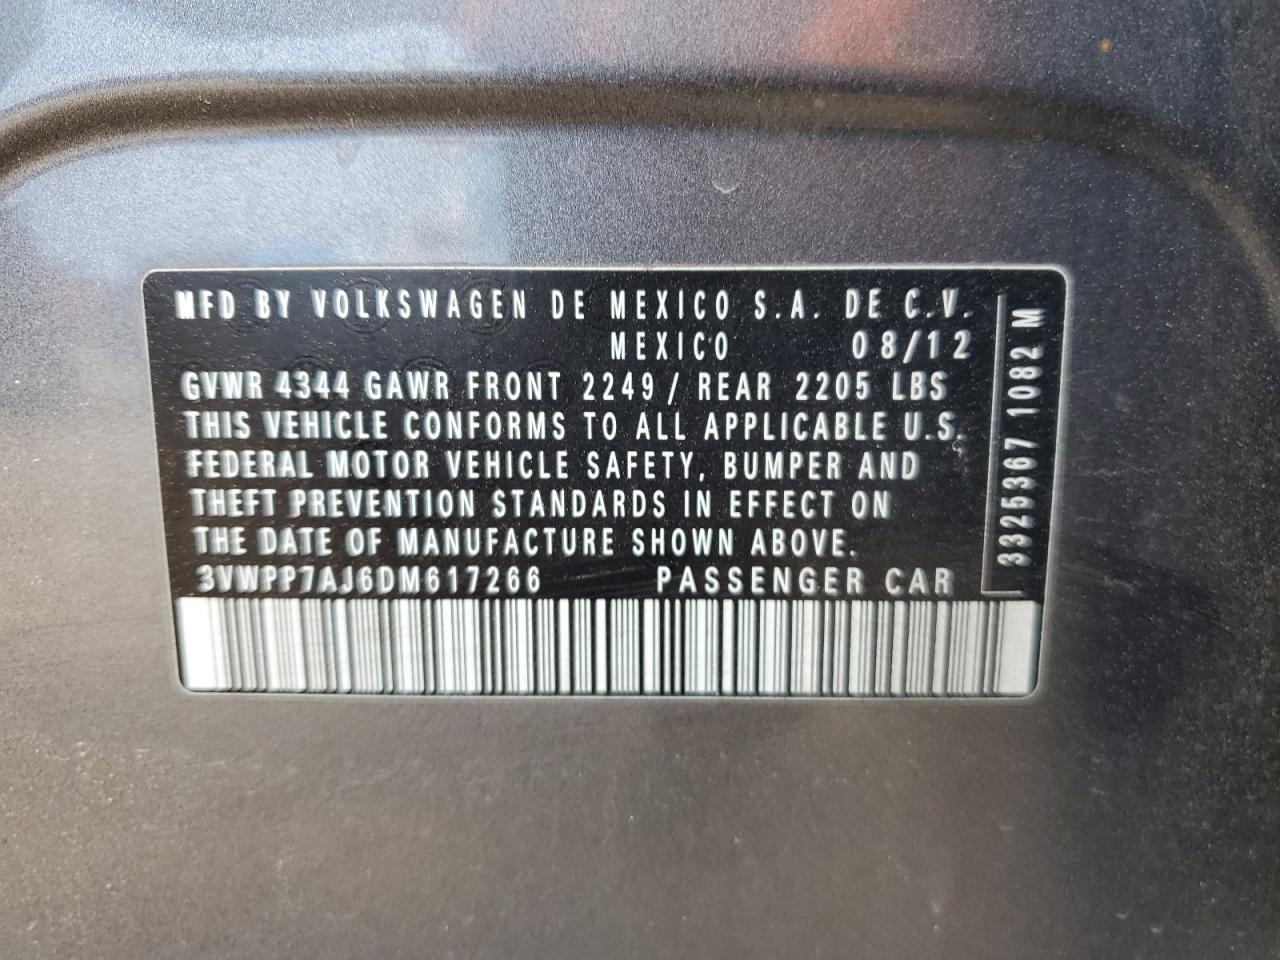 MFD BY VOLKSWAGEN DE MEXICO S.A. DE C.V.
MEXICO 08/12
GVWR 4344 GAWR FRONT 2249 / REAR 2205 LBS
THIS VEHICLE CONFORMS TO ALL APPLICABLE U.S.
FEDERAL MOTOR VEHICLE SAFETY, BUMPER AND
THEFT PREVENTION STANDARDS IN EFFECT ON
THE DATE OF MANUFACTURE SHOWN ABOVE.
3VWPP7AJ6DM617266 PASSENGER CAR
3325367 1082 M